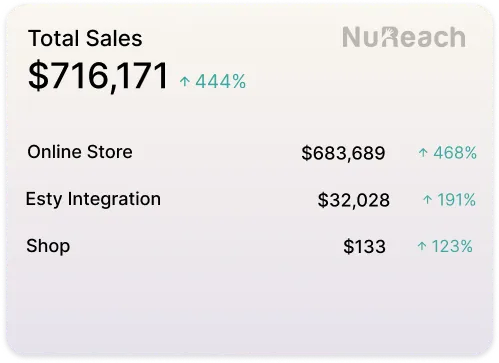 Total Sales
NuReach
$716,171 ↑ 444%
Online Store $683,689 ↑ 468%
Esty Integration $32,028 ↑ 191%
Shop $133 ↑ 123%